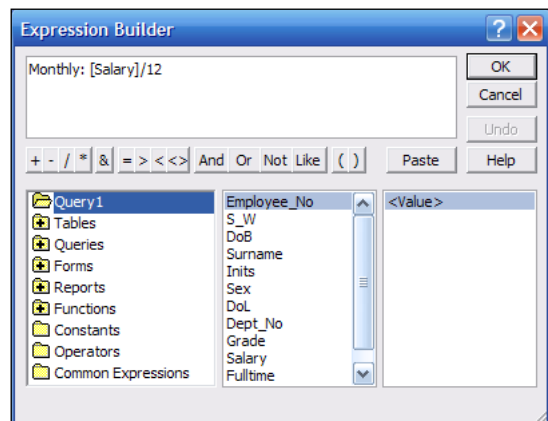 Expression Builder
Monthly: [Salary]/12
OK
Cancel
Undo
+ - / * & = > < <> And Or Not Like ( ) Paste Help
Query1
Tables
Queries
Forms
Reports
Functions
Constants
Operators
Common Expressions
Employee_No
S_W
DoB
Surname
Inits
Sex
DoL
Dept_No
Grade
Salary
Fulltime
<Value>